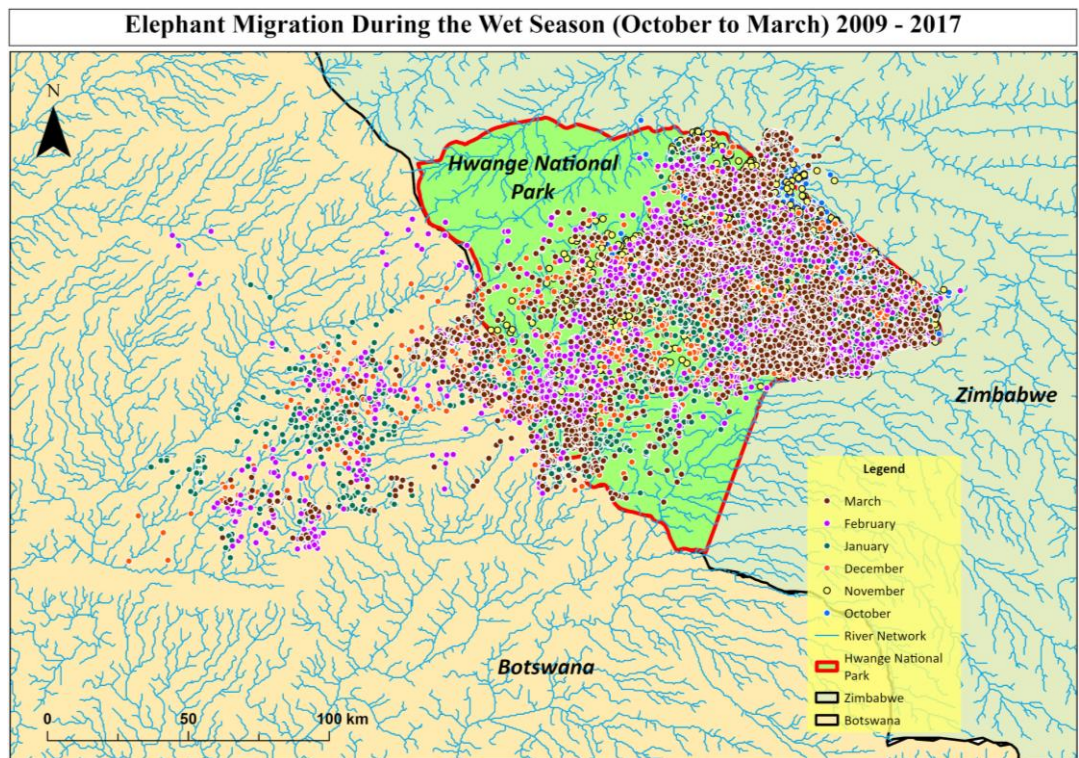 Elephant Migration During the Wet Season (October to March) 2009 - 2017
N
Hwange National
Park
Zimbabwe
Botswana
Legend
March
February
January
December
November
October
River Network
Hwange National
Park
Zimbabwe
Botswana
0 50 100 km